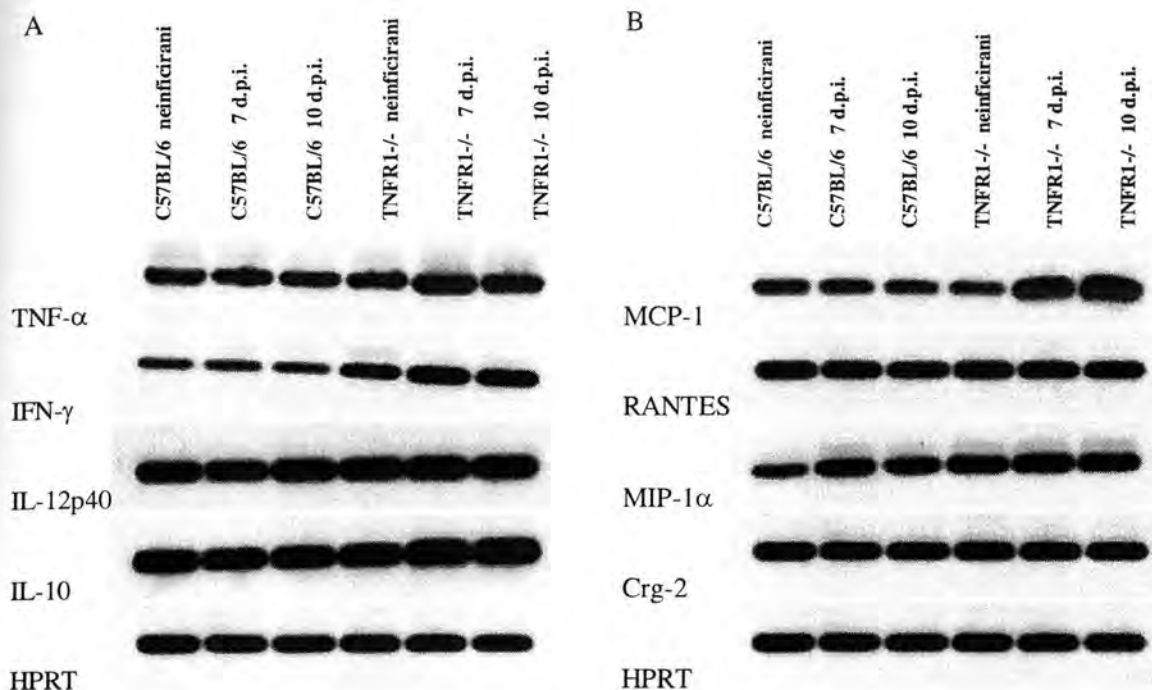 A
C57BL/6 neinficirani
C57BL/6 7 d.p.i.
C57BL/6 10 d.p.i.
TNFR1-/- neinficirani
TNFR1-/- 7 d.p.i.
TNFR1-/- 10 d.p.i.
TNF-α
IFN-γ
IL-12p40
IL-10
HPRT
B
C57BL/6 neinficirani
C57BL/6 7 d.p.i.
C57BL/6 10 d.p.i.
TNFR1-/- neinficirani
TNFR1-/- 7 d.p.i.
TNFR1-/- 10 d.p.i.
MCP-1
RANTES
MIP-1α
Crg-2
HPRT